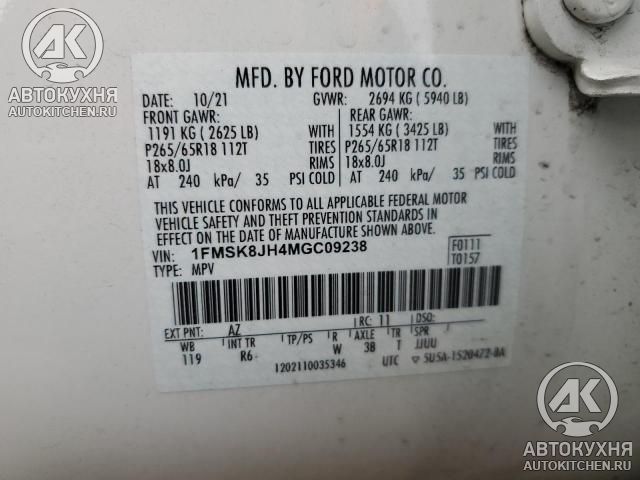 AK
АВТОКУХНЯ
AUTOKITCHEN.RU
MFD. BY FORD MOTOR CO.
DATE: 10/21 GVWR: 2694 KG ( 5940 LB)
FRONT GAWR: REAR GAWR:
1191 KG ( 2625 LB) WITH 1554 KG ( 3425 LB) WITH
P265/65R18 112T TIRES P265/65R18 112T TIRES
18x8.0J RIMS 18x8.0J RIMS
AT 240 kPa/ 35 PSI COLD AT 240 kPa/ 35 PSI COLD
THIS VEHICLE CONFORMS TO ALL APPLICABLE FEDERAL MOTOR
VEHICLE SAFETY AND THEFT PREVENTION STANDARDS IN
EFFECT ON THE DATE OF MANUFACTURE SHOWN ABOVE.
VIN: 1FMSK8JH4MGC09238 F0111
TYPE: MPV T0157
EXT PNT: AZ RC: 11 DSO:
WB INT TR TP/PS R AXLE TR SPR
119 R6 W 38 T JJUU
1202110035346 UTC ▽ 5U5A-1520472-BA
AK
АВТОКУХНЯ
AUTOKITCHEN.RU